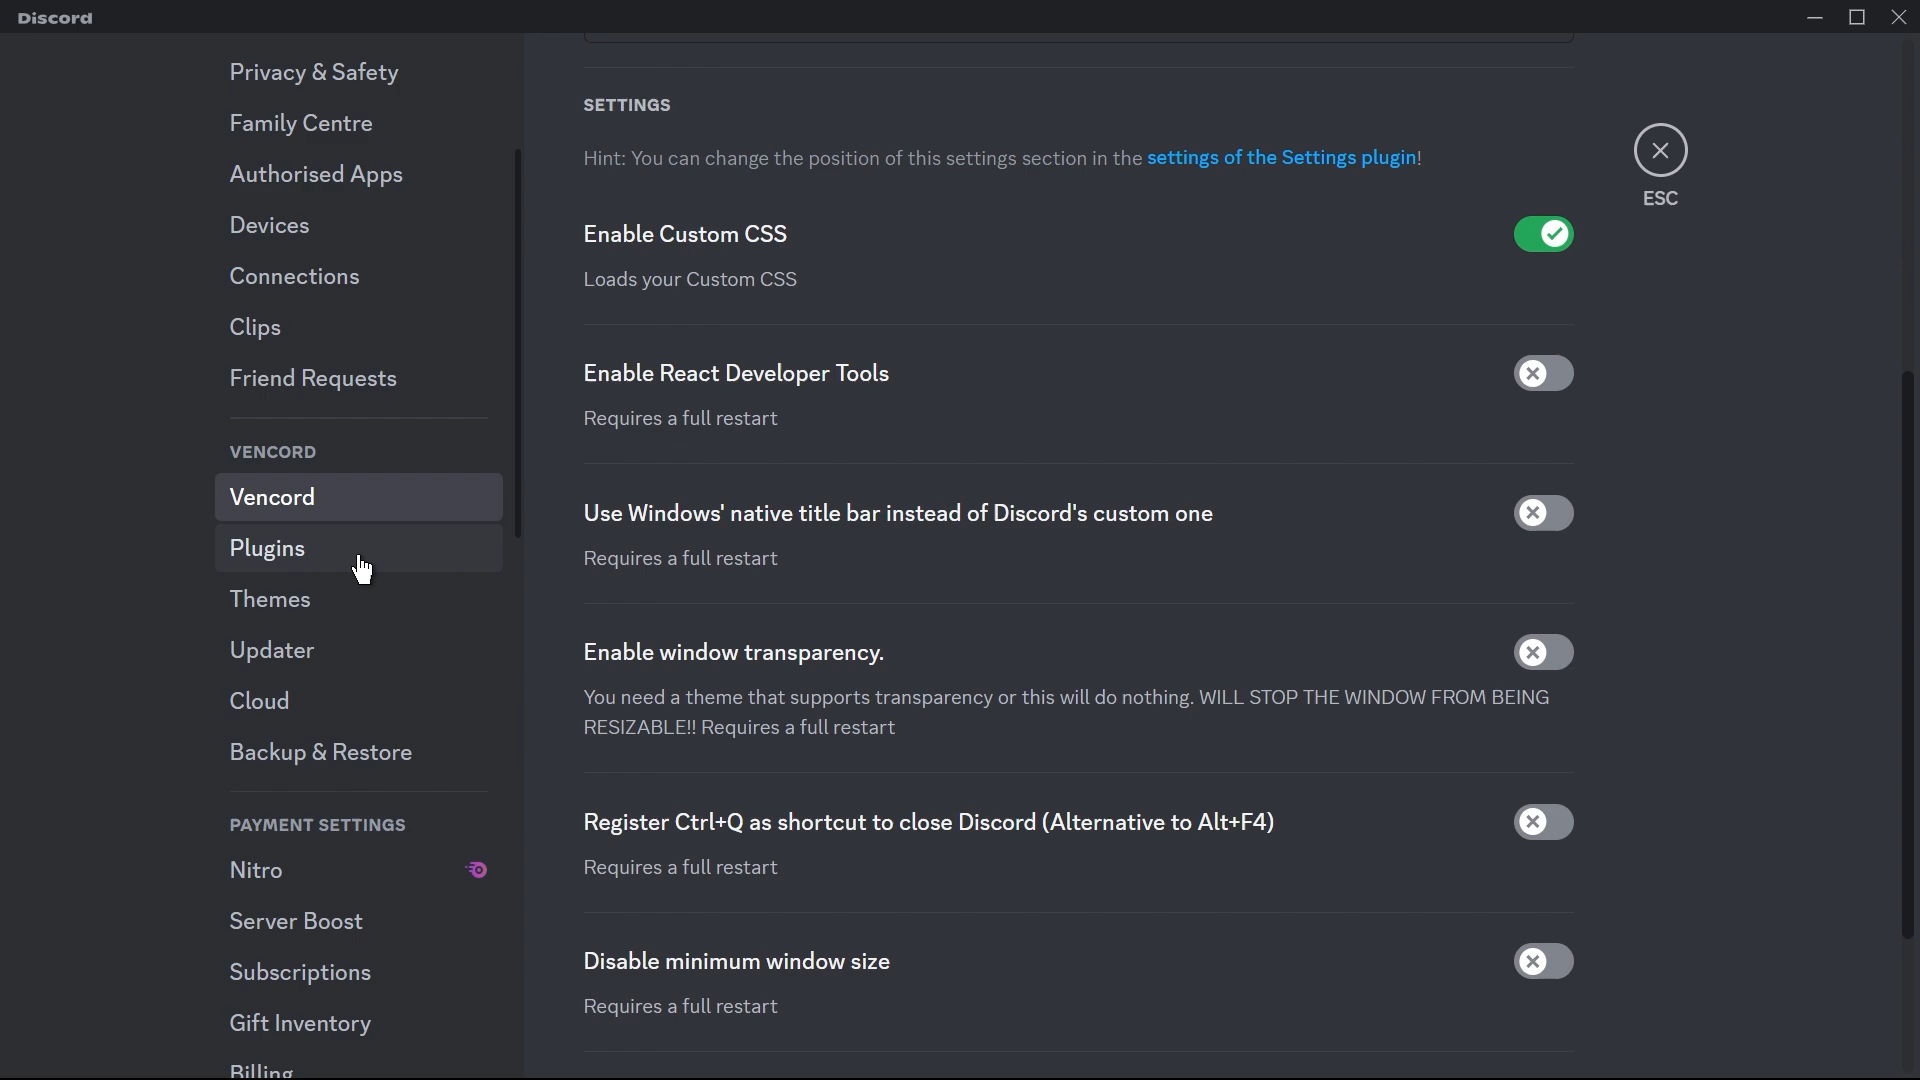 Discord
Privacy & Safety
Family Centre
Authorised Apps
Devices
Connections
Clips
Friend Requests
VENCORD
Vencord
Plugins
Themes
Updater
Cloud
Backup & Restore
PAYMENT SETTINGS
Nitro
Server Boost
Subscriptions
Gift Inventory
Billing
SETTINGS
Hint: You can change the position of this settings section in the settings of the Settings plugin!
Enable Custom CSS
Loads your Custom CSS
Enable React Developer Tools
Requires a full restart
Use Windows' native title bar instead of Discord's custom one
Requires a full restart
Enable window transparency.
You need a theme that supports transparency or this will do nothing. WILL STOP THE WINDOW FROM BEING
RESIZABLE!! Requires a full restart
Register Ctrl+Q as shortcut to close Discord (Alternative to Alt+F4)
Requires a full restart
Disable minimum window size
Requires a full restart
ESC